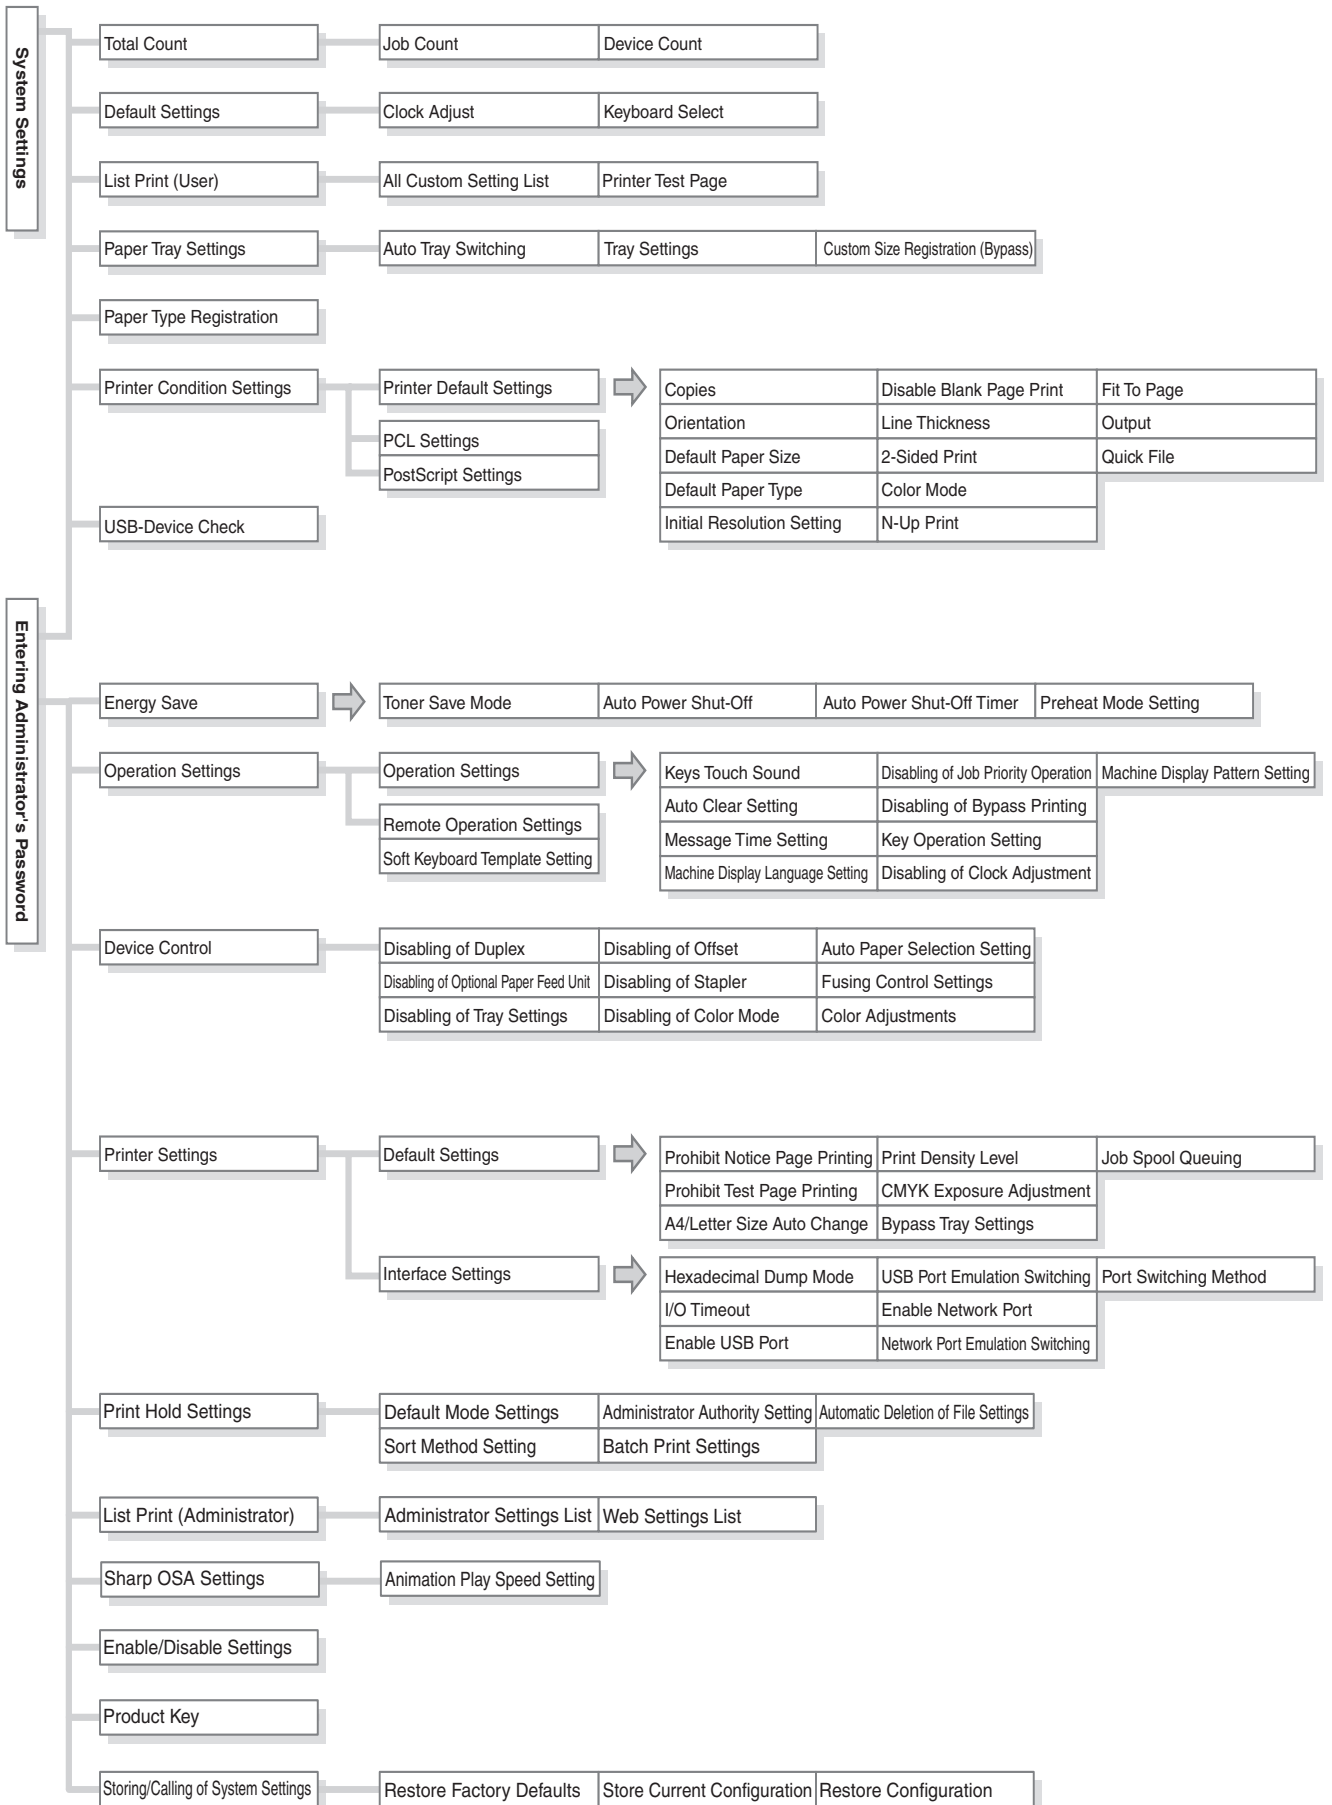 System Settings
Total Count
Job Count
Device Count
Default Settings
Clock Adjust
Keyboard Select
List Print (User)
All Custom Setting List
Printer Test Page
Paper Tray Settings
Auto Tray Switching
Tray Settings
Custom Size Registration (Bypass)
Paper Type Registration
Printer Condition Settings
Printer Default Settings
Copies
Disable Blank Page Print
Fit To Page
Orientation
Line Thickness
Output
Default Paper Size
2-Sided Print
Quick File
Default Paper Type
Color Mode
Initial Resolution Setting
N-Up Print
PCL Settings
PostScript Settings
USB-Device Check
Entering Administrator's Password
Energy Save
Toner Save Mode
Auto Power Shut-Off
Auto Power Shut-Off Timer
Preheat Mode Setting
Operation Settings
Operation Settings
Keys Touch Sound
Disabling of Job Priority Operation
Machine Display Pattern Setting
Auto Clear Setting
Disabling of Bypass Printing
Message Time Setting
Key Operation Setting
Machine Display Language Setting
Disabling of Clock Adjustment
Remote Operation Settings
Soft Keyboard Template Setting
Device Control
Disabling of Duplex
Disabling of Offset
Auto Paper Selection Setting
Disabling of Optional Paper Feed Unit
Disabling of Stapler
Fusing Control Settings
Disabling of Tray Settings
Disabling of Color Mode
Color Adjustments
Printer Settings
Default Settings
Prohibit Notice Page Printing
Print Density Level
Job Spool Queuing
Prohibit Test Page Printing
CMYK Exposure Adjustment
A4/Letter Size Auto Change
Bypass Tray Settings
Interface Settings
Hexadecimal Dump Mode
USB Port Emulation Switching
Port Switching Method
I/O Timeout
Enable Network Port
Enable USB Port
Network Port Emulation Switching
Print Hold Settings
Default Mode Settings
Administrator Authority Setting
Automatic Deletion of File Settings
Sort Method Setting
Batch Print Settings
List Print (Administrator)
Administrator Settings List
Web Settings List
Sharp OSA Settings
Animation Play Speed Setting
Enable/Disable Settings
Product Key
Storing/Calling of System Settings
Restore Factory Defaults
Store Current Configuration
Restore Configuration